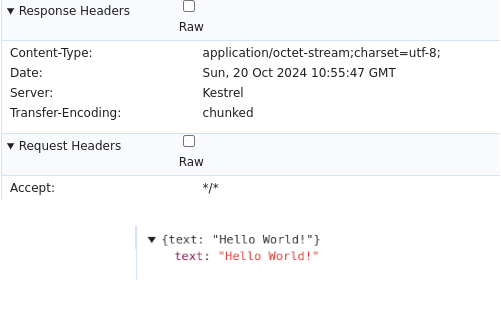 ▼ Response Headers
Raw
Content-Type: application/octet-stream;charset=utf-8;
Date: Sun, 20 Oct 2024 10:55:47 GMT
Server: Kestrel
Transfer-Encoding: chunked
▼ Request Headers
Raw
Accept: */*
▼ {text: "Hello World!"}
text: "Hello World!"